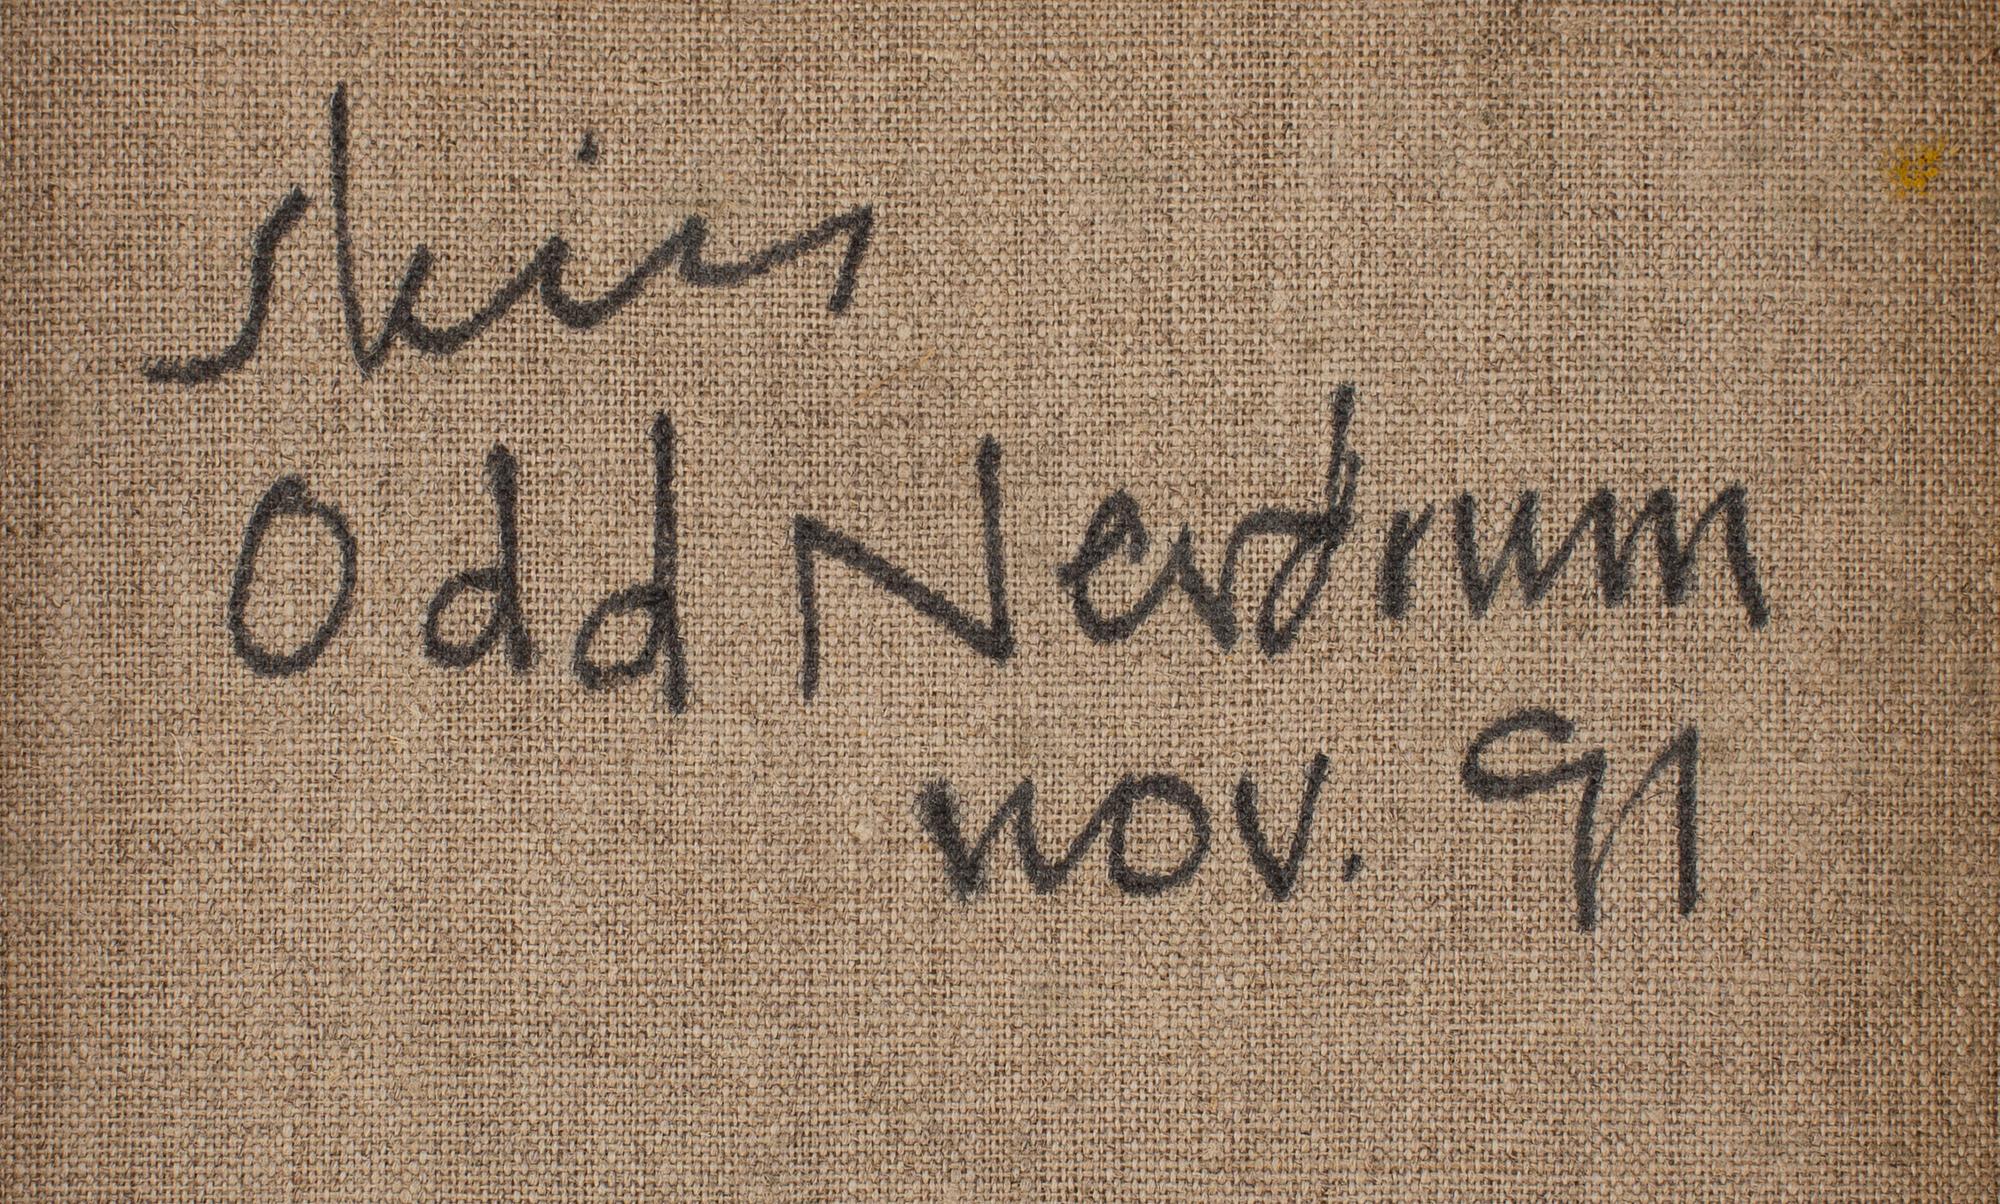 skiss
Odd Nerdrum
nov. 91